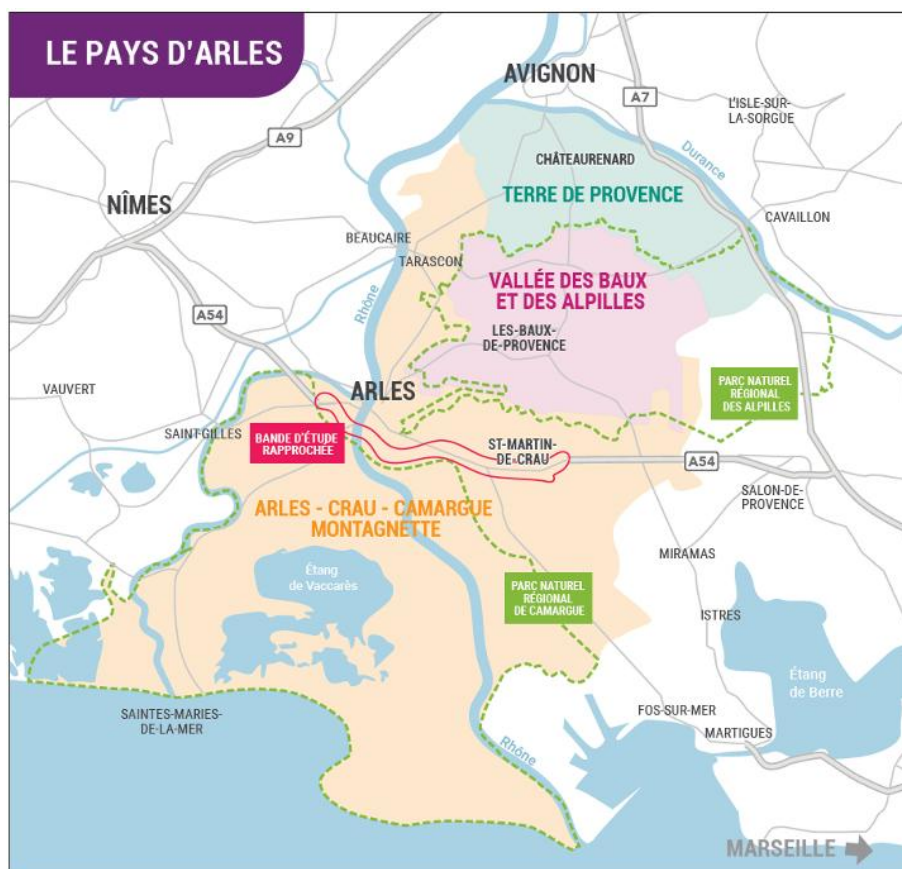 LE PAYS D'ARLES
AVIGNON
A7
L'ISLE-SUR-
LA-SORGUE
A9
Durance
CHÂTEAURENARD
TERRE DE PROVENCE
NÎMES
CAVAILLON
BEAUCAIRE
TARASCON
VALLÉE DES BAUX
ET DES ALPILLES
Rhône
A54
LES-BAUX-
DE-PROVENCE
VAUVERT
ARLES
PARC NATUREL
RÉGIONAL
DES ALPILLES
SAINT-GILLES
BANDE D'ÉTUDE
RAPPROCHÉE
ST-MARTIN-
DE-CRAU
A54
SALON-DE-
PROVENCE
ARLES - CRAU - CAMARGUE
MONTAGNETTE
MIRAMAS
Étang
de Vaccarès
PARC NATUREL
RÉGIONAL
DE CAMARGUE
ISTRES
Étang
de Berre
SAINTES-MARIES-
DE-LA-MER
FOS-SUR-MER
MARTIGUES
Rhône
MARSEILLE